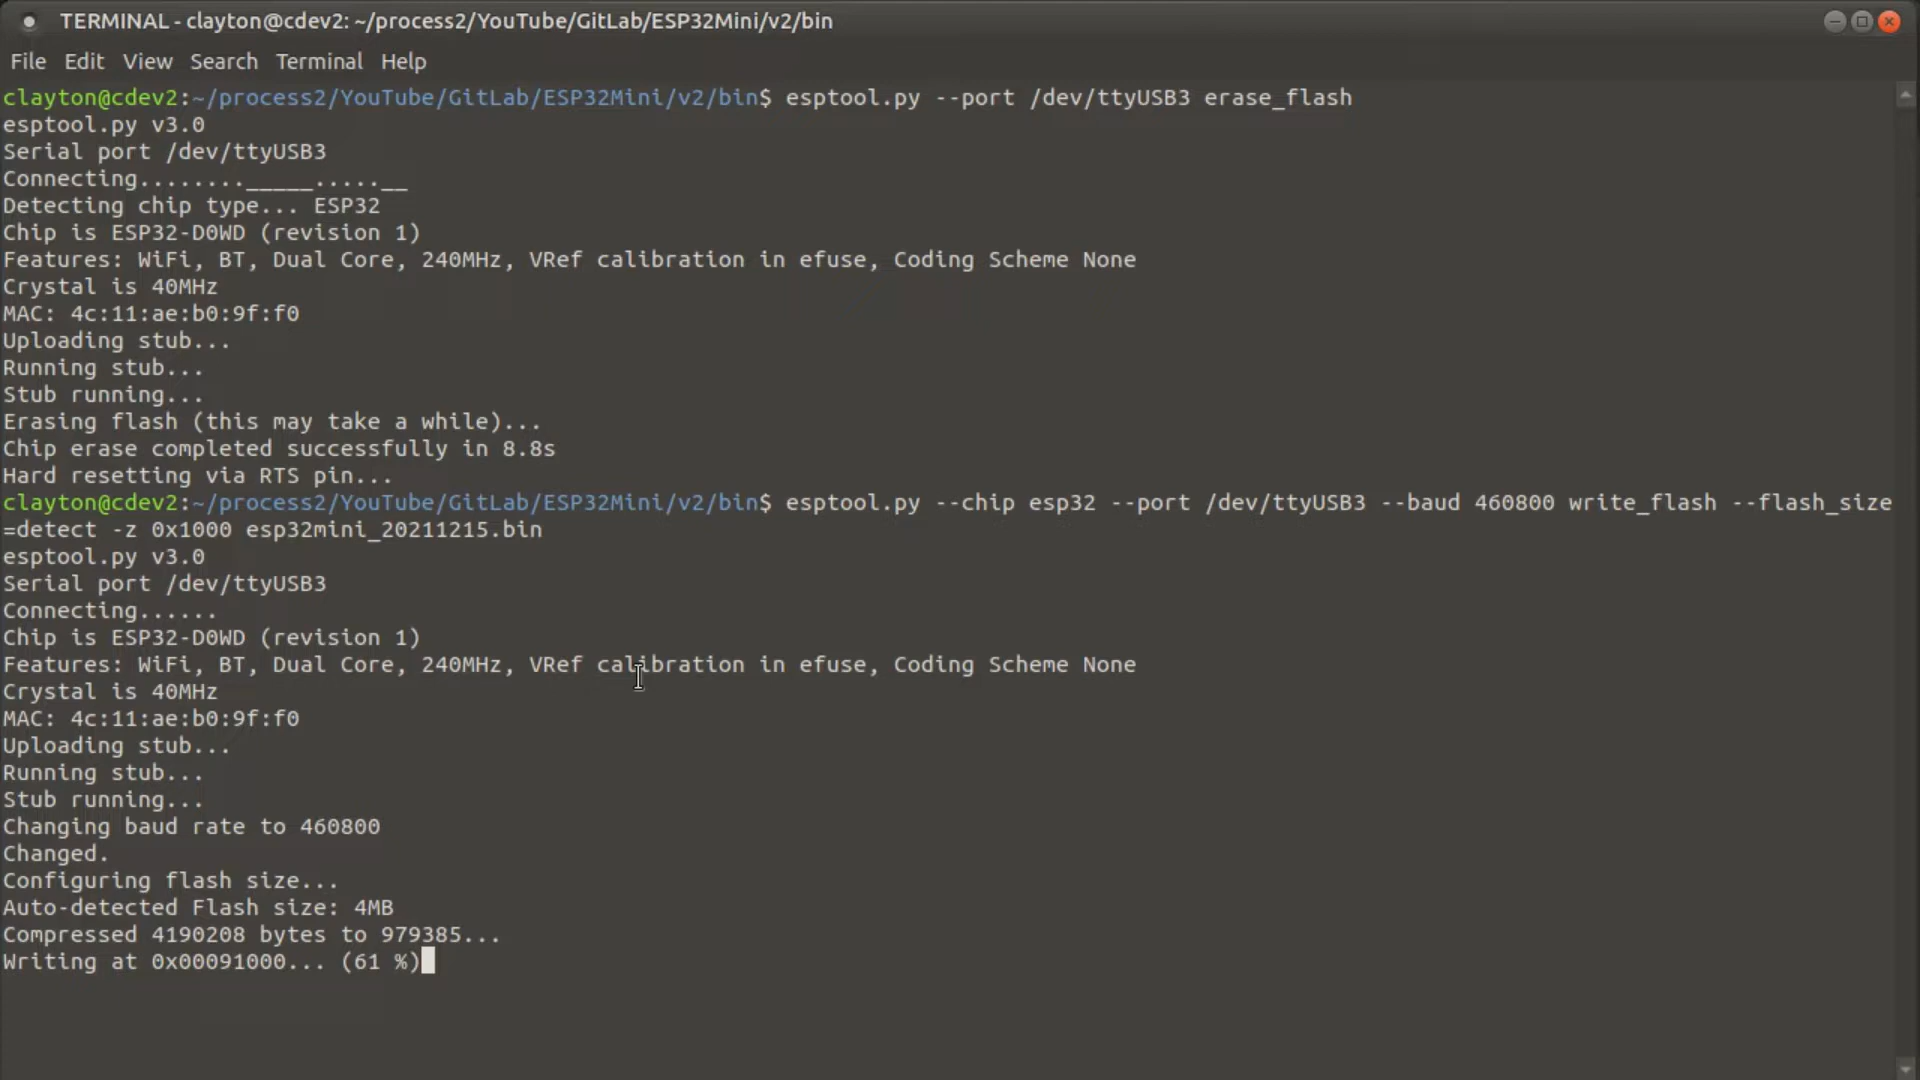 TERMINAL - clayton@cdev2: ~/process2/YouTube/GitLab/ESP32Mini/v2/bin
File Edit View Search Terminal Help
clayton@cdev2:~/process2/YouTube/GitLab/ESP32Mini/v2/bin$ esptool.py --port /dev/ttyUSB3 erase_flash
esptool.py v3.0
Serial port /dev/ttyUSB3
Connecting........_____.....__
Detecting chip type... ESP32
Chip is ESP32-D0WD (revision 1)
Features: WiFi, BT, Dual Core, 240MHz, VRef calibration in efuse, Coding Scheme None
Crystal is 40MHz
MAC: 4c:11:ae:b0:9f:f0
Uploading stub...
Running stub...
Stub running...
Erasing flash (this may take a while)...
Chip erase completed successfully in 8.8s
Hard resetting via RTS pin...
clayton@cdev2:~/process2/YouTube/GitLab/ESP32Mini/v2/bin$ esptool.py --chip esp32 --port /dev/ttyUSB3 --baud 460800 write_flash --flash_size
=detect -z 0x1000 esp32mini_20211215.bin
esptool.py v3.0
Serial port /dev/ttyUSB3
Connecting......
Chip is ESP32-D0WD (revision 1)
Features: WiFi, BT, Dual Core, 240MHz, VRef calibration in efuse, Coding Scheme None
Crystal is 40MHz
MAC: 4c:11:ae:b0:9f:f0
Uploading stub...
Running stub...
Stub running...
Changing baud rate to 460800
Changed.
Configuring flash size...
Auto-detected Flash size: 4MB
Compressed 4190208 bytes to 979385...
Writing at 0x00091000... (61 %)